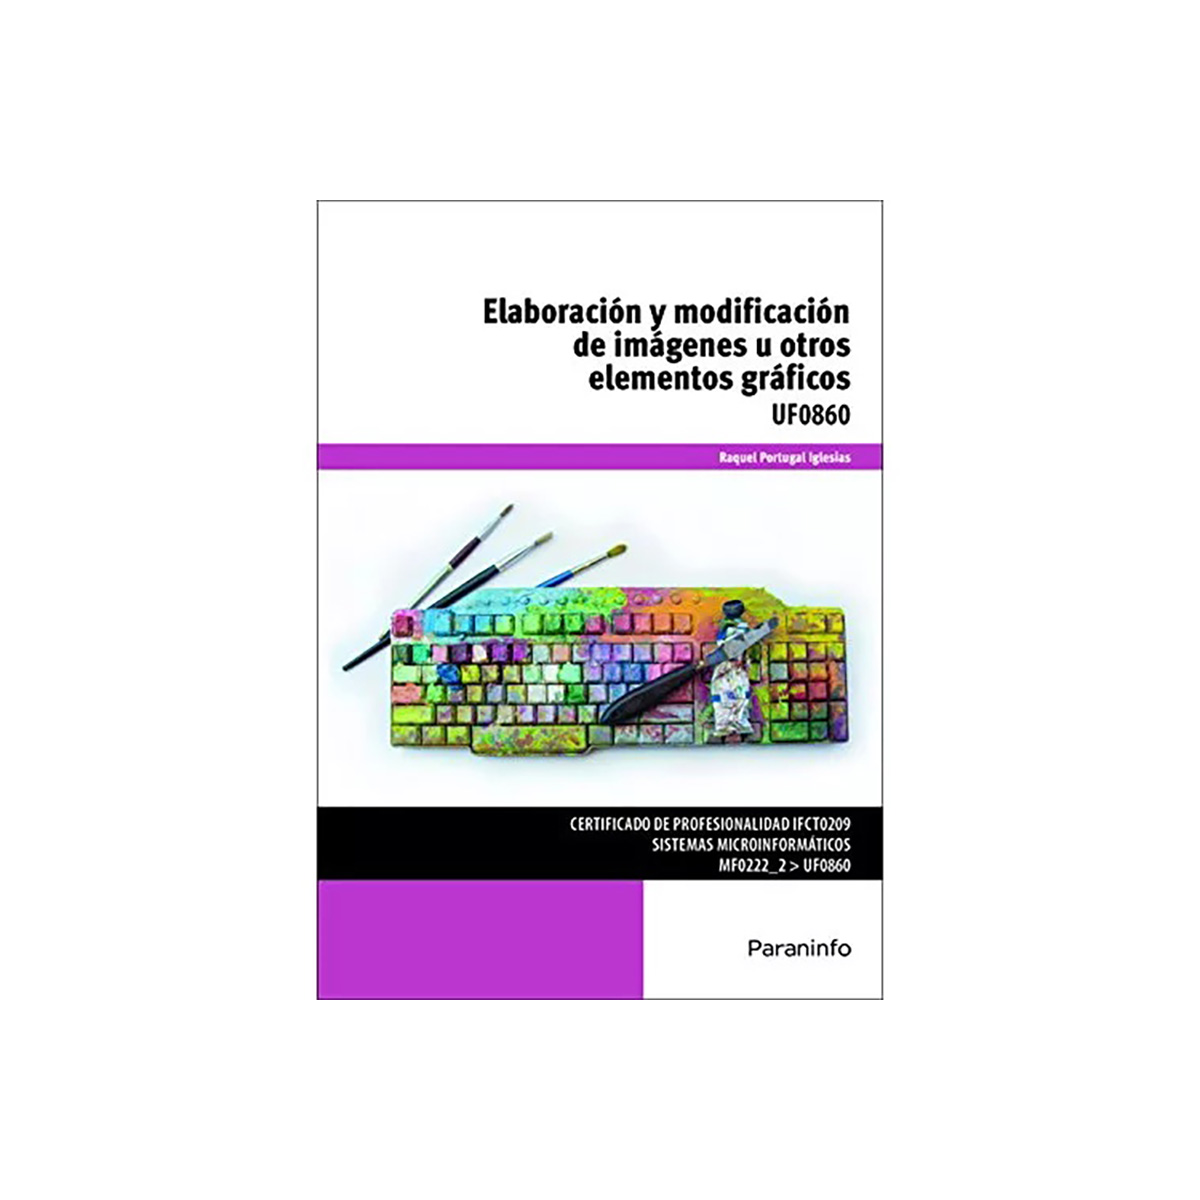 Elaboración y modificación
de imágenes u otros
elementos gráficos
UF0860
Raquel Portugal Iglesias
CERTIFICADO DE PROFESIONALIDAD IFCT0209
SISTEMAS MICROINFORMÁTICOS
MF0222_2 > UF0860
Paraninfo